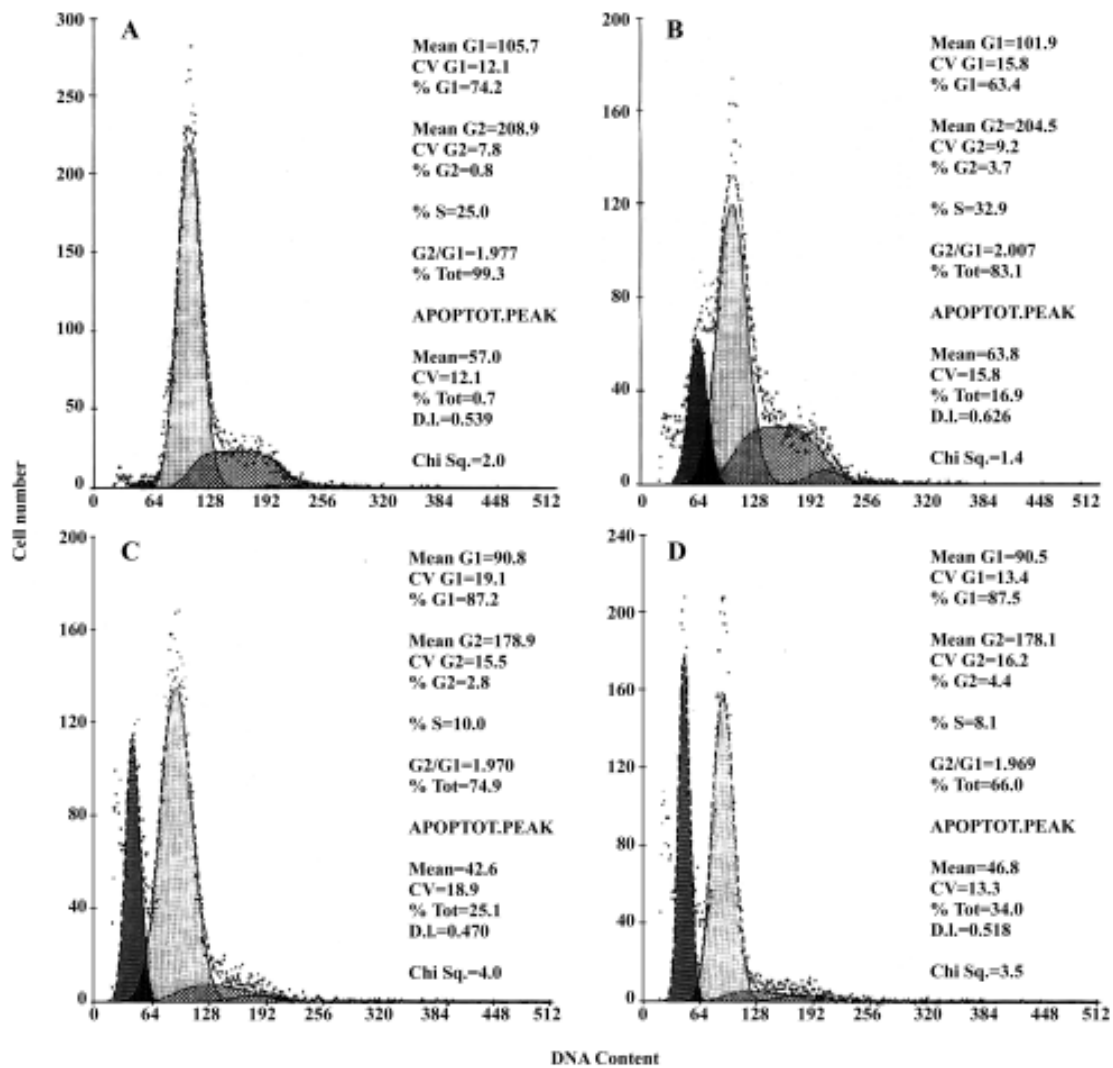 A
Mean G1=105.7
CV G1=12.1
% G1=74.2
Mean G2=208.9
CV G2=7.8
% G2=0.8
% S=25.0
G2/G1=1.977
% Tot=99.3
APOPTOT.PEAK
Mean=57.0
CV=12.1
% Tot=0.7
D.I.=0.539
Chi Sq.=2.0
300
250
200
150
100
50
0
0 64 128 192 256 320 384 448 512
B
Mean G1=101.9
CV G1=15.8
% G1=63.4
Mean G2=204.5
CV G2=9.2
% G2=3.7
% S=32.9
G2/G1=2.007
% Tot=83.1
APOPTOT.PEAK
Mean=63.8
CV=15.8
% Tot=16.9
D.I.=0.626
Chi Sq.=1.4
200
160
120
80
40
0
0 64 128 192 256 320 384 448 512
Cell number
C
Mean G1=90.8
CV G1=19.1
% G1=87.2
Mean G2=178.9
CV G2=15.5
% G2=2.8
% S=10.0
G2/G1=1.970
% Tot=74.9
APOPTOT.PEAK
Mean=42.6
CV=18.9
% Tot=25.1
D.I.=0.470
Chi Sq.=4.0
200
160
120
80
40
0
0 64 128 192 256 320 384 448 512
D
Mean G1=90.5
CV G1=13.4
% G1=87.5
Mean G2=178.1
CV G2=16.2
% G2=4.4
% S=8.1
G2/G1=1.969
% Tot=66.0
APOPTOT.PEAK
Mean=46.8
CV=13.3
% Tot=34.0
D.I.=0.518
Chi Sq.=3.5
240
200
160
120
80
40
0
0 64 128 192 256 320 384 448 512
DNA Content